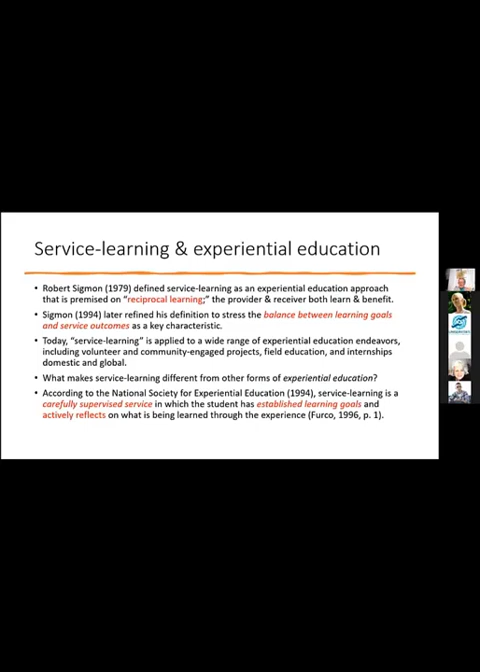 Service-learning & experiential education
• Robert Sigmon (1979) defined service-learning as an experiential education approach
that is premised on “reciprocal learning;” the provider & receiver both learn & benefit.
• Sigmon (1994) later refined his definition to stress the balance between learning goals
and service outcomes as a key characteristic.
• Today, “service-learning” is applied to a wide range of experiential education endeavors,
including volunteer and community-engaged projects, field education, and internships
domestic and global.
• What makes service-learning different from other forms of experiential education?
• According to the National Society for Experiential Education (1994), service-learning is a
carefully supervised service in which the student has established learning goals and
actively reflects on what is being learned through the experience (Furco, 1996, p. 1).